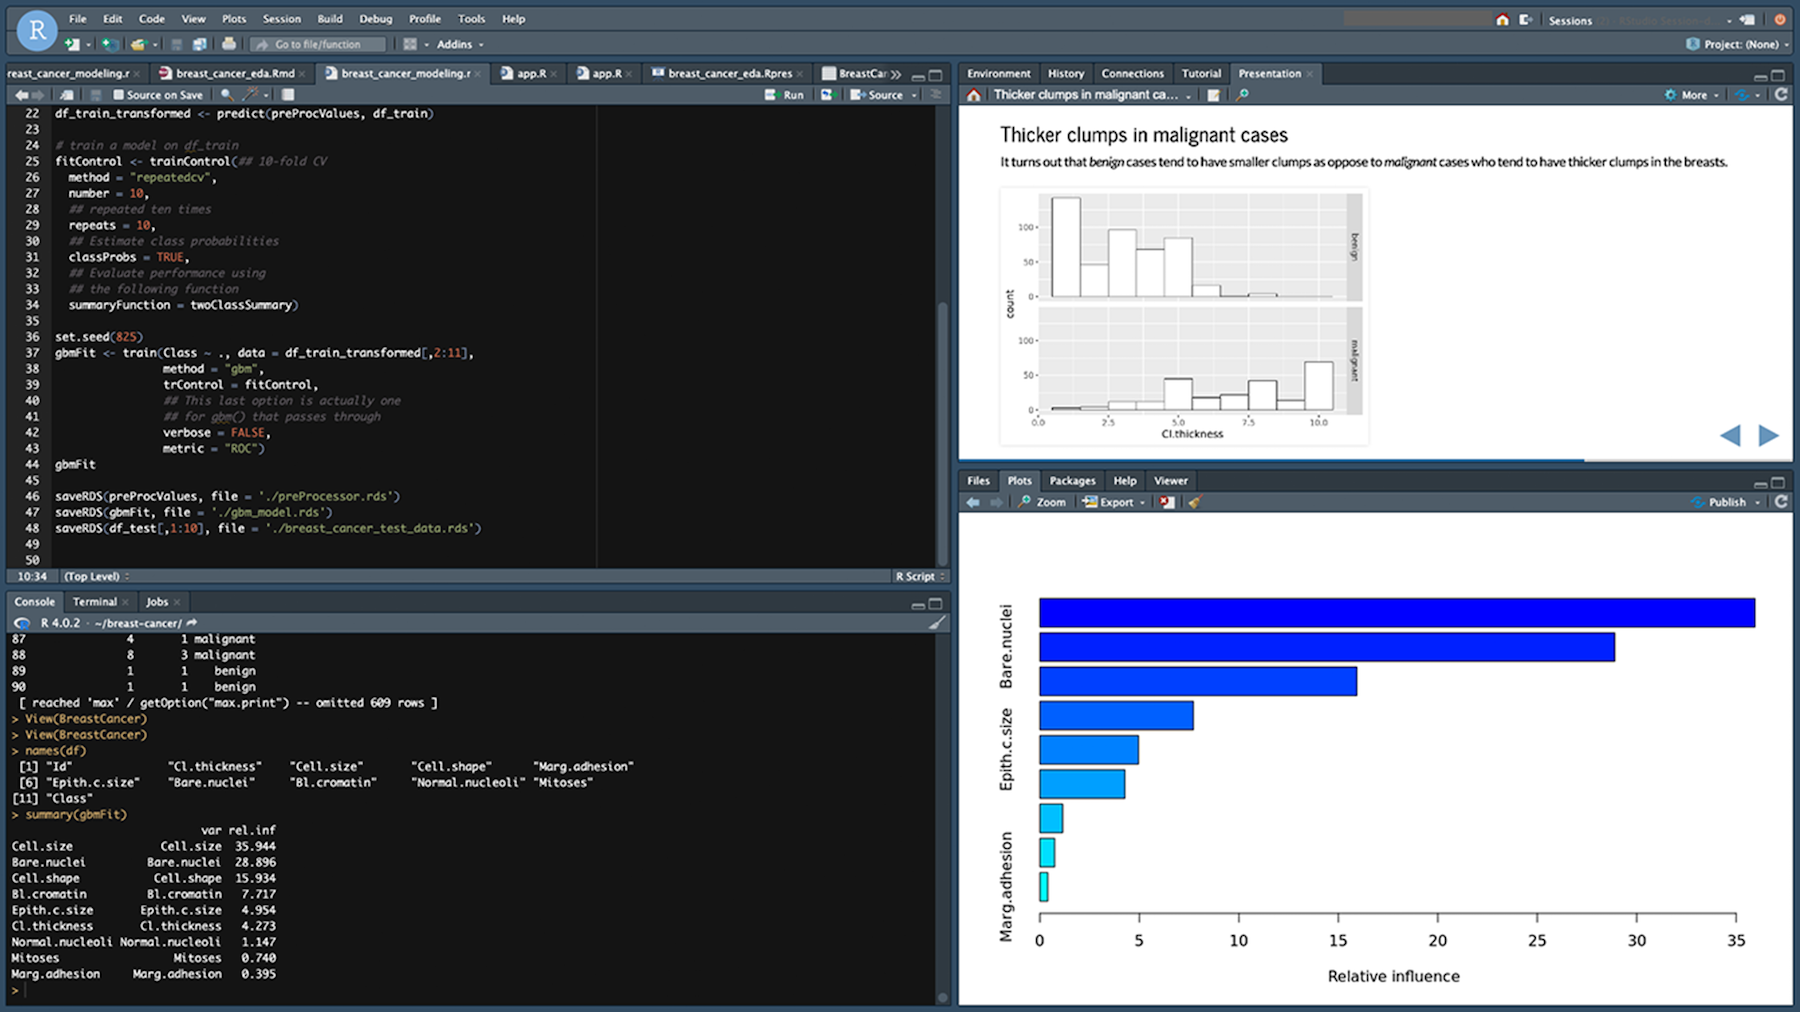 R
File Edit Code View Plots Session Build Debug Profile Tools Help
Sessions
Go to file/function
Addins
Project: (None)
reast_cancer_modeling.r
breast_cancer_eda.Rmd
breast_cancer_modeling.r
app.R
app.R
breast_cancer_eda.Rpres
BreastCar
Source on Save
Run
Source
22 df_train_transformed <- predict(preProcValues, df_train)
23
24 # train a model on df_train
25 fitControl <- trainControl(## 10-fold CV
26 method = "repeatedcv",
27 number = 10,
28 ## repeated ten times
29 repeats = 10,
30 ## Estimate class probabilities
31 classProbs = TRUE,
32 ## Evaluate performance using
33 ## the following function
34 summaryFunction = twoClassSummary)
35
36 set.seed(825)
37 gbmFit <- train(Class ~ ., data = df_train_transformed[,2:11],
38 method = "gbm",
39 trControl = fitControl,
40 ## This last option is actually one
41 ## for gbm() that passes through
42 verbose = FALSE,
43 metric = "ROC")
44 gbmFit
45
46 saveRDS(preProcValues, file = './preProcessor.rds')
47 saveRDS(gbmFit, file = './gbm_model.rds')
48 saveRDS(df_test[,1:10], file = './breast_cancer_test_data.rds')
49
50
10:34 (Top Level) R Script
Console Terminal Jobs
R 4.0.2 · ~/breast-cancer/
87 4 1 malignant
88 8 3 malignant
89 1 1 benign
90 1 1 benign
[ reached 'max' / getOption("max.print") -- omitted 609 rows ]
> View(BreastCancer)
> View(BreastCancer)
> names(df)
[1] "Id" "Cl.thickness" "Cell.size" "Cell.shape" "Marg.adhesion"
[6] "Epith.c.size" "Bare.nuclei" "Bl.cromatin" "Normal.nucleoli" "Mitoses"
[11] "Class"
> summary(gbmFit)
var rel.inf
Cell.size Cell.size 35.944
Bare.nuclei Bare.nuclei 28.896
Cell.shape Cell.shape 15.934
Bl.cromatin Bl.cromatin 7.717
Epith.c.size Epith.c.size 4.954
Cl.thickness Cl.thickness 4.273
Normal.nucleoli Normal.nucleoli 1.147
Mitoses Mitoses 0.740
Marg.adhesion Marg.adhesion 0.395
>
Environment History Connections Tutorial Presentation
Thicker clumps in malignant ca...
More
Thicker clumps in malignant cases
It turns out that benign cases tend to have smaller clumps as oppose to malignant cases who tend to have thicker clumps in the breasts.
100
50
0
benign
count
100
50
0
malignant
0.0 2.5 5.0 7.5 10.0
Cl.thickness
Files Plots Packages Help Viewer
Zoom Export Publish
Bare.nuclei
Epith.c.size
Marg.adhesion
0 5 10 15 20 25 30 35
Relative influence